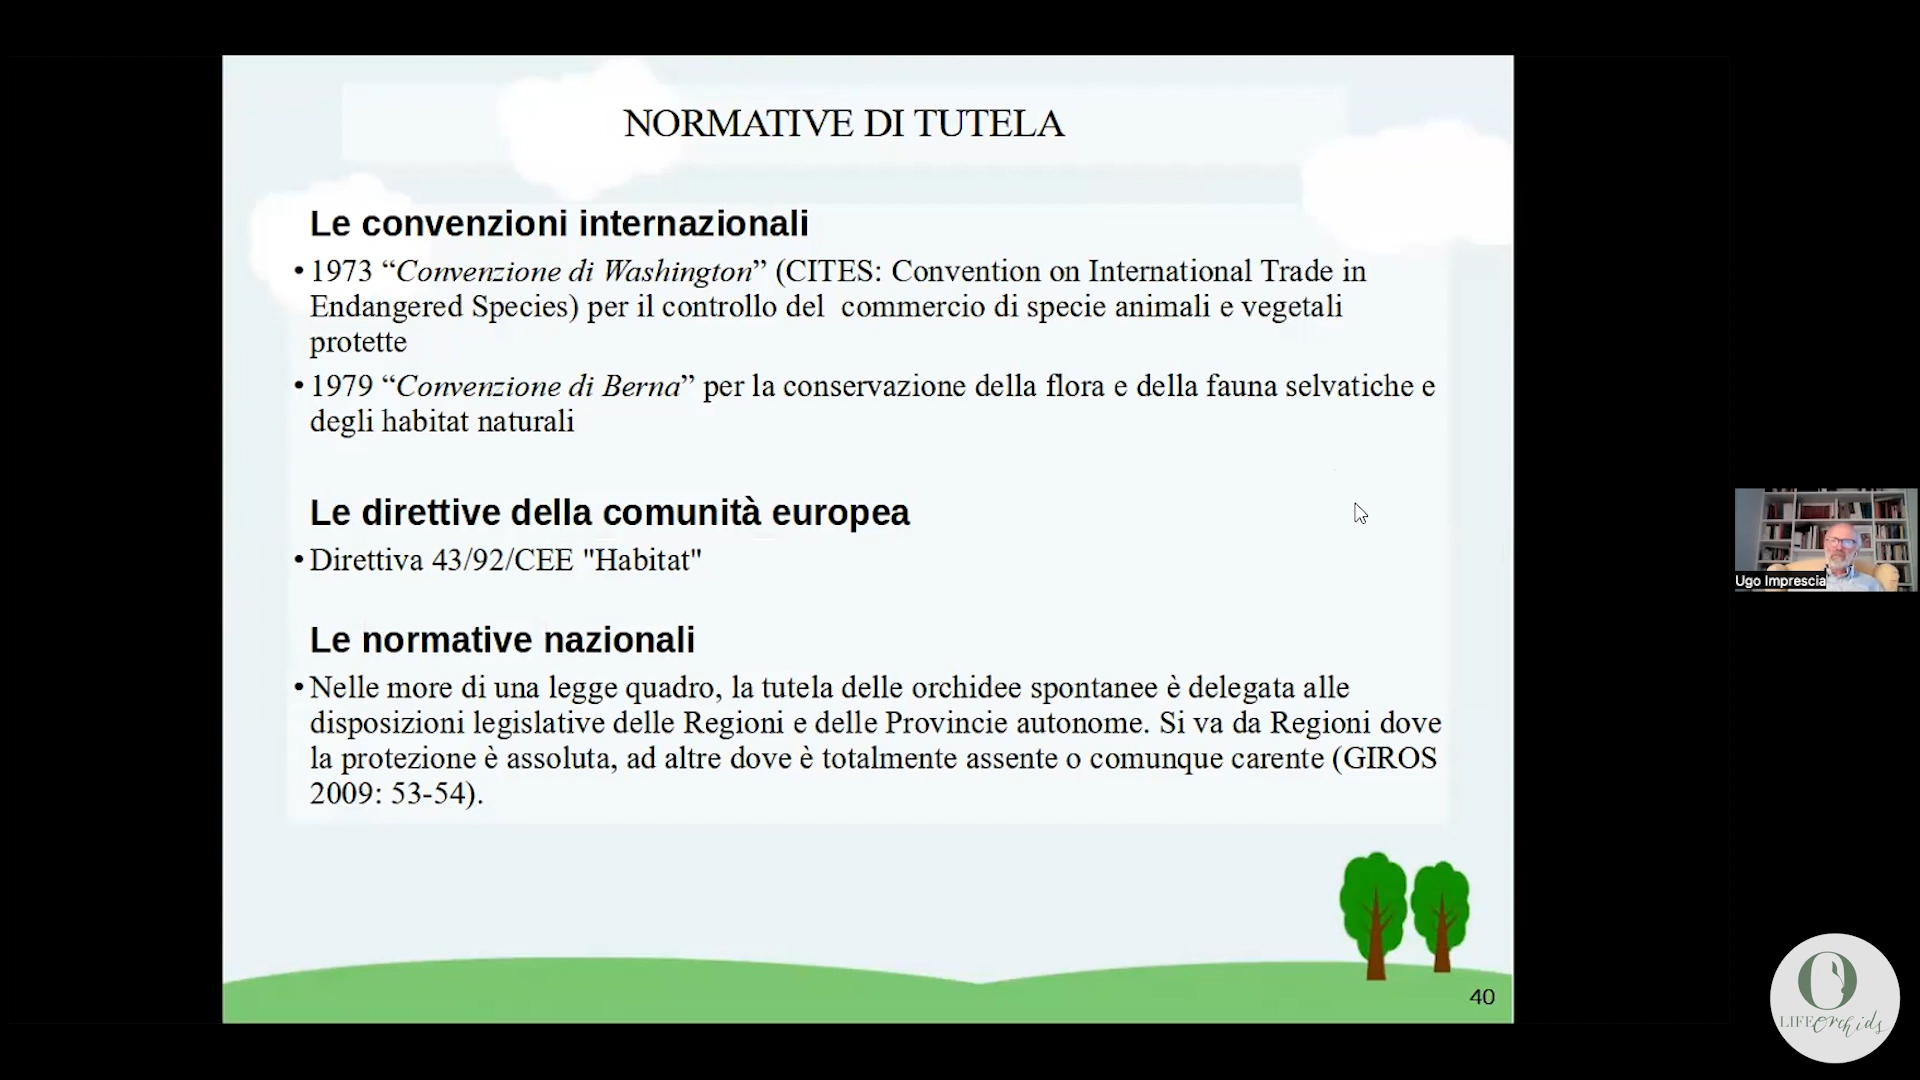 NORMATIVE DI TUTELA
Le convenzioni internazionali
• 1973 “Convenzione di Washington” (CITES: Convention on International Trade in
Endangered Species) per il controllo del  commercio di specie animali e vegetali
protette
• 1979 “Convenzione di Berna” per la conservazione della flora e della fauna selvatiche e
degli habitat naturali
Le direttive della comunità europea
• Direttiva 43/92/CEE "Habitat"
Le normative nazionali
• Nelle more di una legge quadro, la tutela delle orchidee spontanee è delegata alle
disposizioni legislative delle Regioni e delle Provincie autonome. Si va da Regioni dove
la protezione è assoluta, ad altre dove è totalmente assente o comunque carente (GIROS
2009: 53-54).
40
Ugo Imprescia
O
LIFEorchids